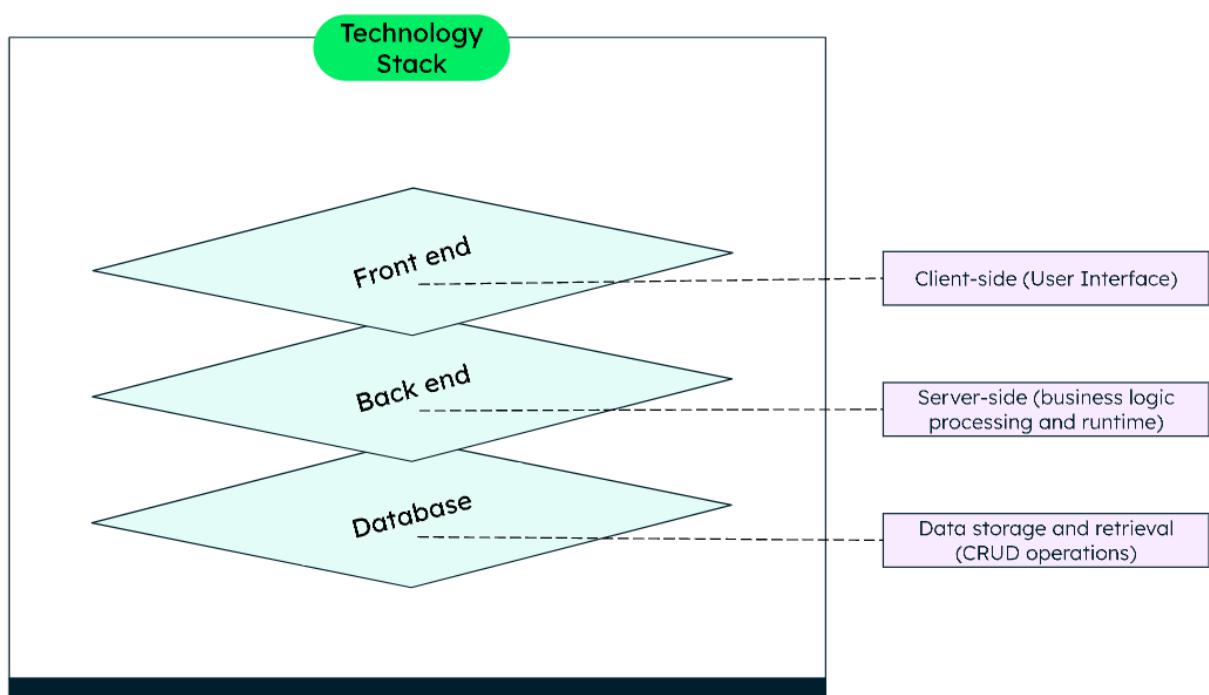 Technology
Stack
Front end
Client-side (User Interface)
Back end
Server-side (business logic
processing and runtime)
Database
Data storage and retrieval
(CRUD operations)